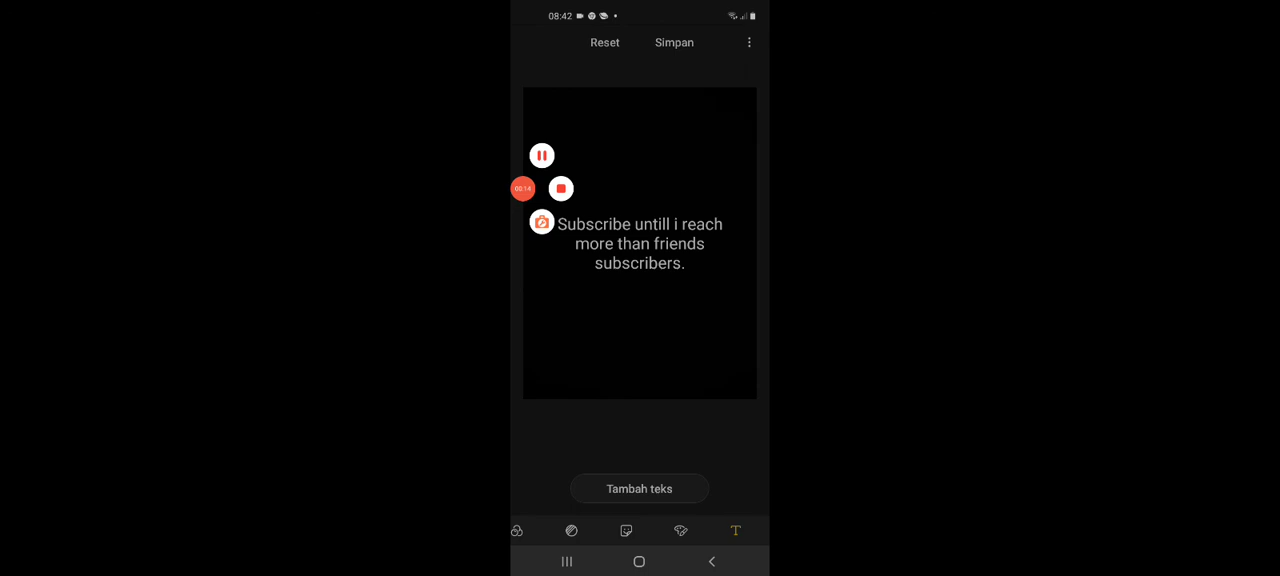 08:42
Reset Simpan
00:14
Subscribe untill i reach
more than friends
subscribers.
Tambah teks
T